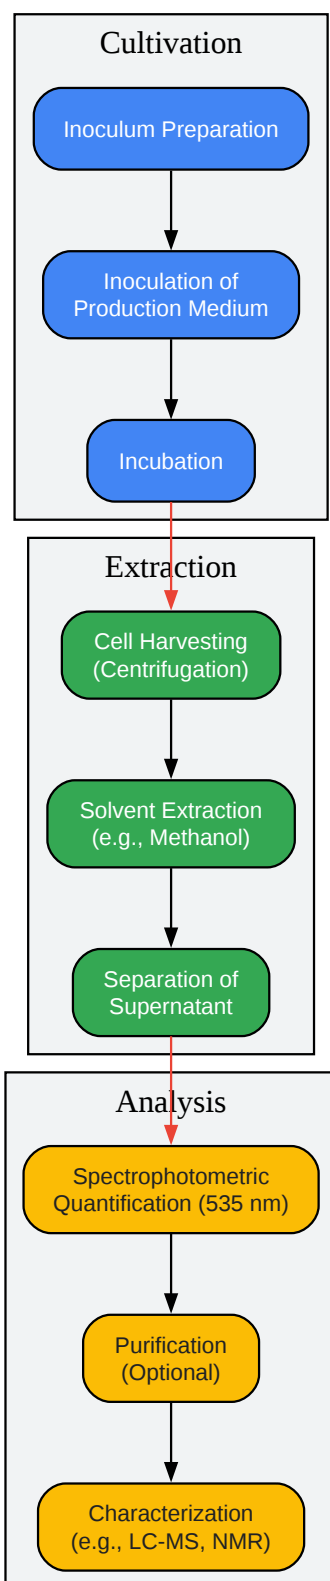 Cultivation
Inoculum Preparation
Inoculation of
Production Medium
Incubation
Extraction
Cell Harvesting
(Centrifugation)
Solvent Extraction
(e.g., Methanol)
Separation of
Supernatant
Analysis
Spectrophotometric
Quantification (535 nm)
Purification
(Optional)
Characterization
(e.g., LC-MS, NMR)